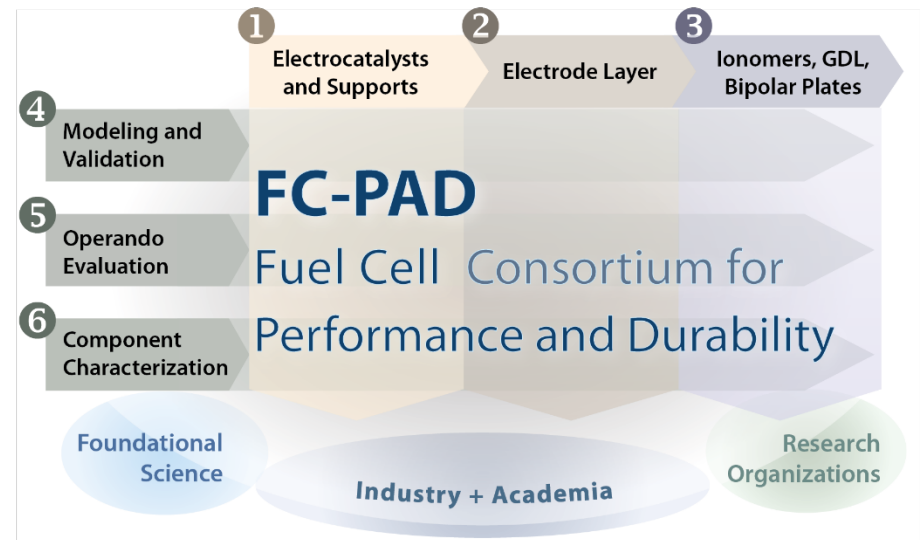 1
Electrocatalysts
and Supports
2
Electrode Layer
3
Ionomers, GDL,
Bipolar Plates
4
Modeling and
Validation
5
Operando
Evaluation
6
Component
Characterization
FC-PAD
Fuel Cell Consortium for
Performance and Durability
Foundational
Science
Industry + Academia
Research
Organizations